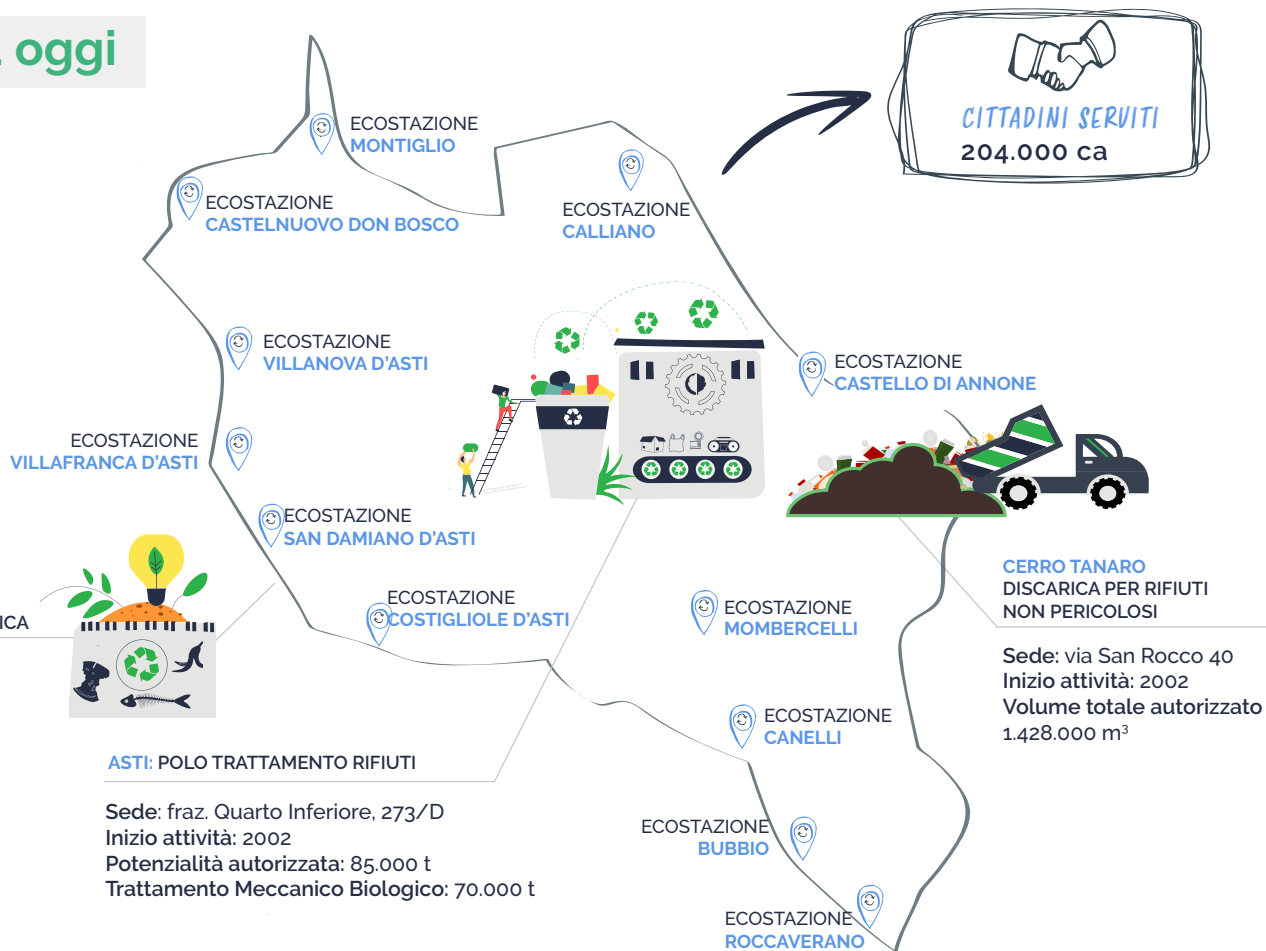 oggi
CITTADINI SERVITI
204.000 ca
ECOSTAZIONE
MONTIGLIO
ECOSTAZIONE
CASTELNUOVO DON BOSCO
ECOSTAZIONE
CALLIANO
ECOSTAZIONE
VILLANOVA D'ASTI
ECOSTAZIONE
CASTELLO DI ANNONE
ECOSTAZIONE
VILLAFRANCA D'ASTI
ECOSTAZIONE
SAN DAMIANO D'ASTI
ECOSTAZIONE
COSTIGLIOLE D'ASTI
ECOSTAZIONE
MOMBERCELLI
CERRO TANARO
DISCARICA PER RIFIUTI
NON PERICOLOSI
Sede: via San Rocco 40
Inizio attività: 2002
Volume totale autorizzato
1.428.000 m³
ECOSTAZIONE
CANELLI
ASTI: POLO TRATTAMENTO RIFIUTI
Sede: fraz. Quarto Inferiore, 273/D
Inizio attività: 2002
Potenzialità autorizzata: 85.000 t
Trattamento Meccanico Biologico: 70.000 t
ECOSTAZIONE
BUBBIO
ECOSTAZIONE
ROCCAVERANO